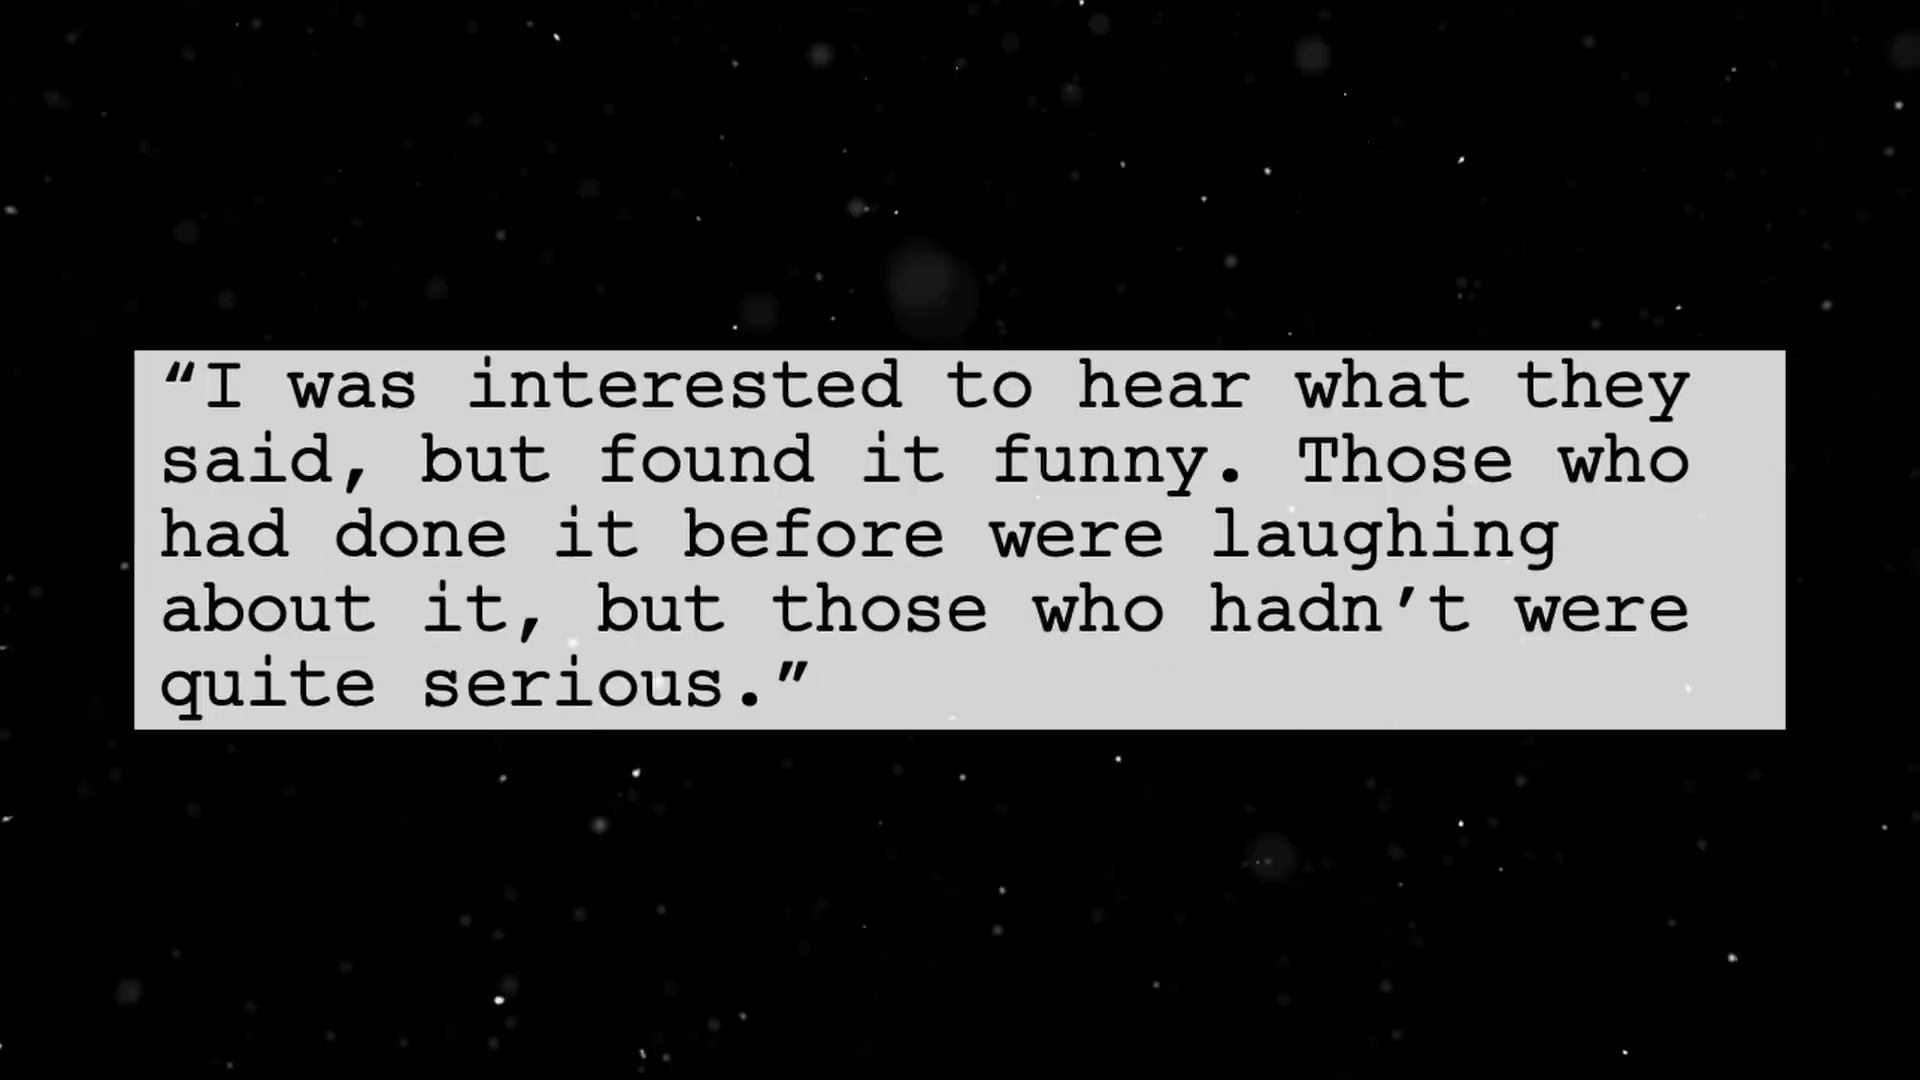 “I was interested to hear what they
said, but found it funny. Those who
had done it before were laughing
about it, but those who hadn’t were
quite serious.”